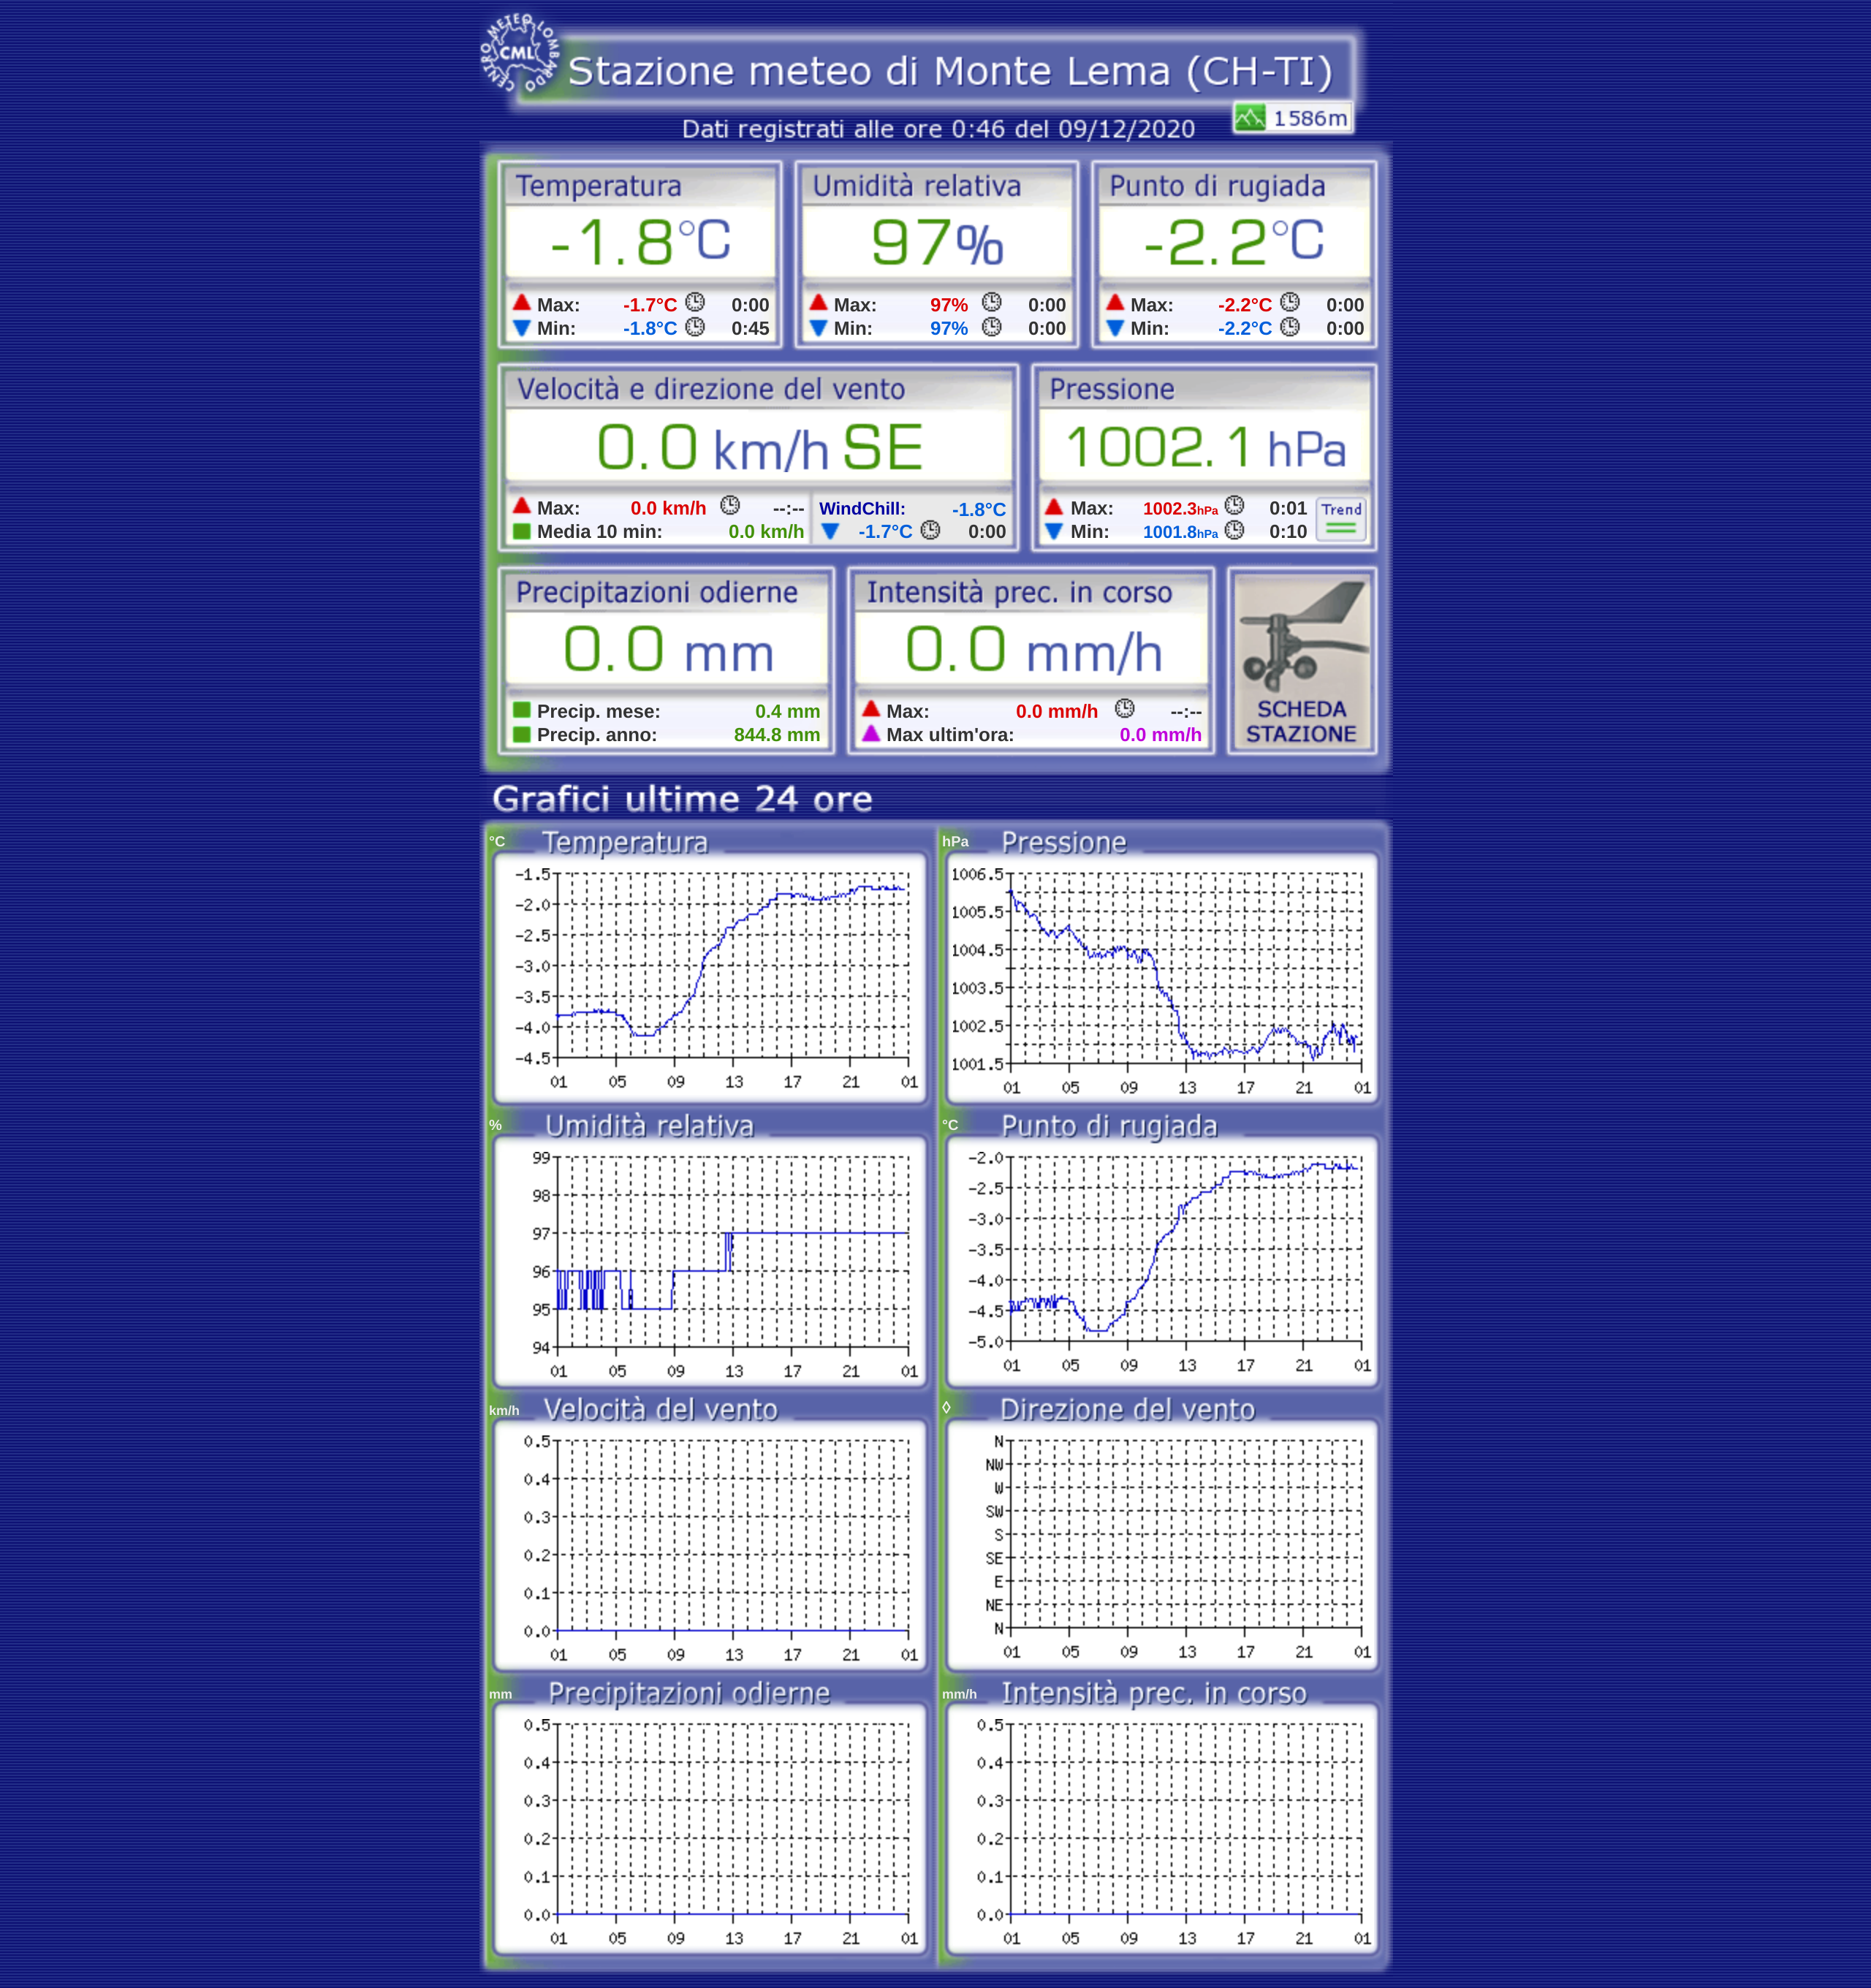 CENTRO METEO LOMBARDO
CML
Stazione meteo di Monte Lema (CH-TI)
1586m
Dati registrati alle ore 0:46 del 09/12/2020
Temperatura Umidità relativa Punto di rugiada
-1.8°C 97% -2.2°C
Max: -1.7°C 0:00 Max: 97% 0:00 Max: -2.2°C 0:00
Min: -1.8°C 0:45 Min: 97% 0:00 Min: -2.2°C 0:00
Velocità e direzione del vento Pressione
0.0 km/h SE 1002.1 hPa
Max: 0.0 km/h --:-- WindChill: -1.8°C Max: 1002.3hPa 0:01 Trend
Media 10 min: 0.0 km/h -1.7°C 0:00 Min: 1001.8hPa 0:10
Precipitazioni odierne Intensità prec. in corso
0.0 mm 0.0 mm/h
Precip. mese: 0.4 mm Max: 0.0 mm/h --:-- SCHEDA
Precip. anno: 844.8 mm Max ultim'ora: 0.0 mm/h STAZIONE
Grafici ultime 24 ore
°C Temperatura
-1.5
-2.0
-2.5
-3.0
-3.5
-4.0
-4.5
01 05 09 13 17 21 01
hPa Pressione
1006.5
1005.5
1004.5
1003.5
1002.5
1001.5
01 05 09 13 17 21 01
% Umidità relativa
99
98
97
96
95
94
01 05 09 13 17 21 01
°C Punto di rugiada
-2.0
-2.5
-3.0
-3.5
-4.0
-4.5
-5.0
01 05 09 13 17 21 01
km/h Velocità del vento
0.5
0.4
0.3
0.2
0.1
0.0
01 05 09 13 17 21 01
◊ Direzione del vento
N
NW
W
SW
S
SE
E
NE
N
01 05 09 13 17 21 01
mm Precipitazioni odierne
0.5
0.4
0.3
0.2
0.1
0.0
01 05 09 13 17 21 01
mm/h Intensità prec. in corso
0.5
0.4
0.3
0.2
0.1
0.0
01 05 09 13 17 21 01